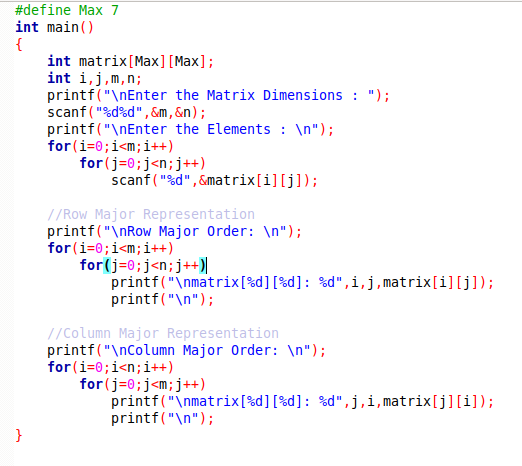 #define Max 7
int main()
{
    int matrix[Max][Max];
    int i,j,m,n;
    printf("\nEnter the Matrix Dimensions : ");
    scanf("%d%d",&m,&n);
    printf("\nEnter the Elements : \n");
    for(i=0;i<m;i++)
        for(j=0;j<n;j++)
            scanf("%d",&matrix[i][j]);
    //Row Major Representation
    printf("\nRow Major Order: \n");
    for(i=0;i<m;i++)
        for(j=0;j<n;j++)
            printf("\nmatrix[%d][%d]: %d",i,j,matrix[i][j]);
            printf("\n");
    //Column Major Representation
    printf("\nColumn Major Order: \n");
    for(i=0;i<n;i++)
        for(j=0;j<m;j++)
            printf("\nmatrix[%d][%d]: %d",j,i,matrix[j][i]);
            printf("\n");
}